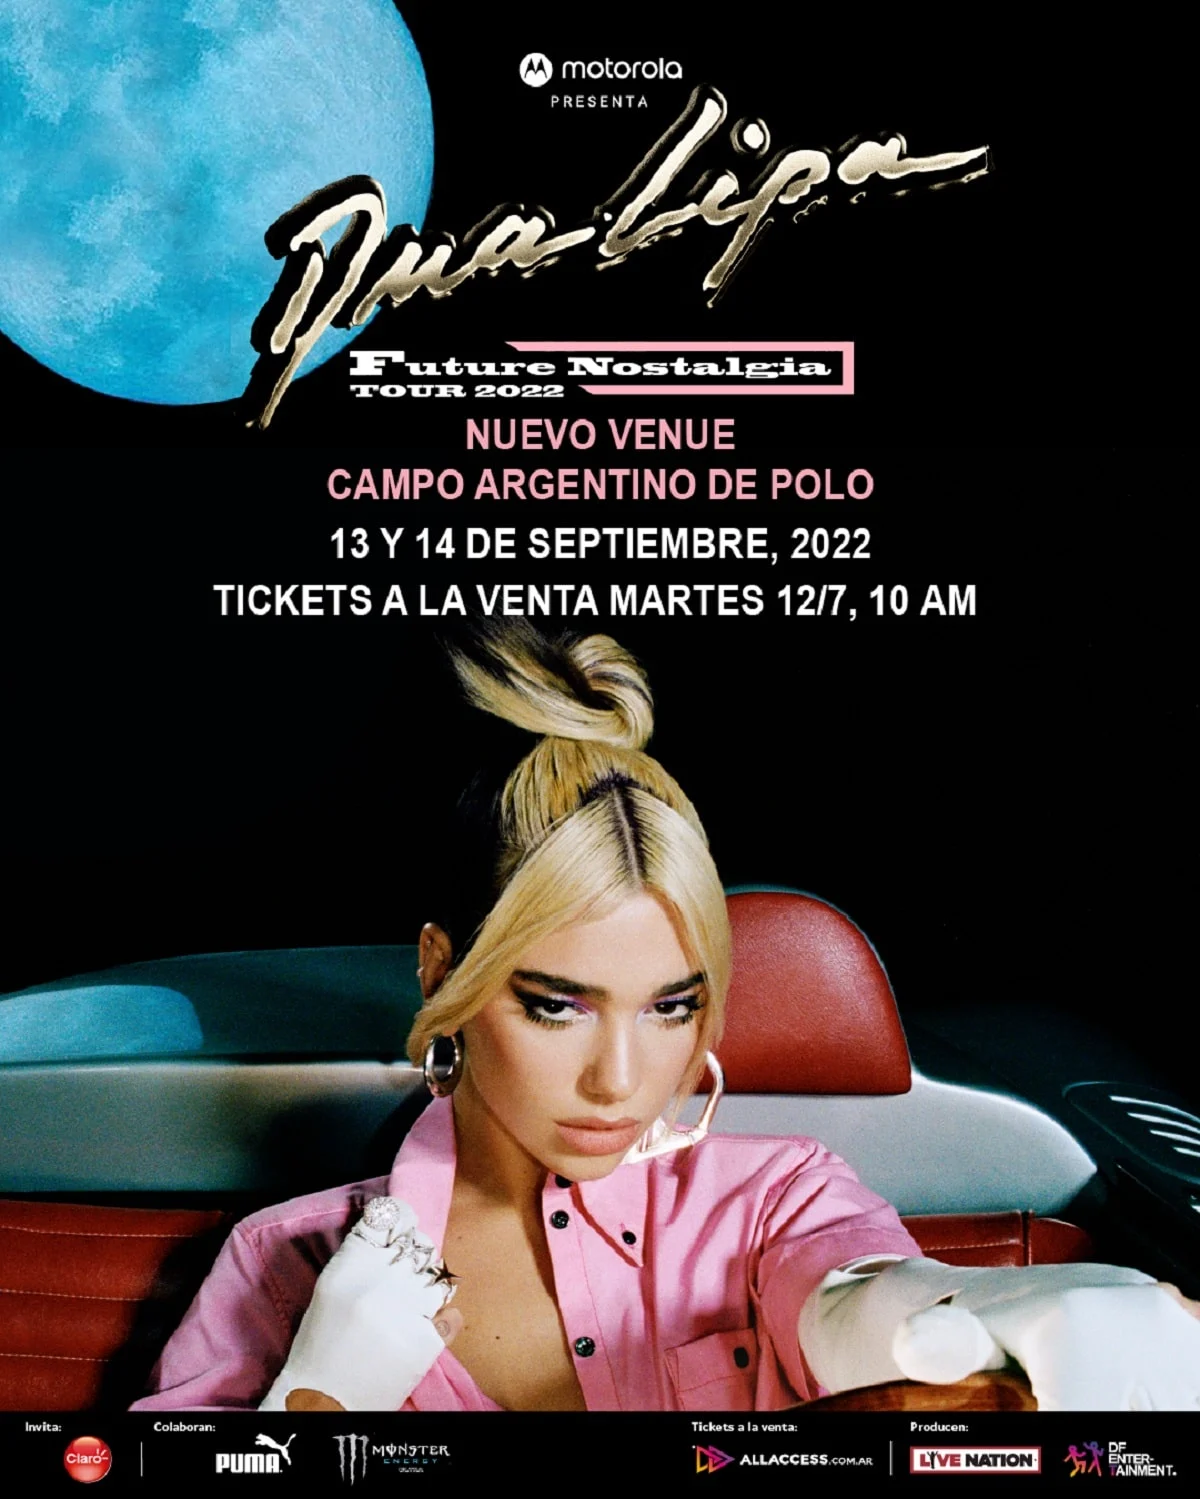 motorola
PRESENTA
Dua Lipa
Future Nostalgia
TOUR 2022
NUEVO VENUE
CAMPO ARGENTINO DE POLO
13 Y 14 DE SEPTIEMBRE, 2022
TICKETS A LA VENTA MARTES 12/7, 10 AM
Invita:
Claro
Colaboran:
PUMA
MONSTER
ENERGY
Tickets a la venta:
ALLACCESS.COM.AR
Producen:
LIVE NATION
DF
ENTER-
TAINMENT.